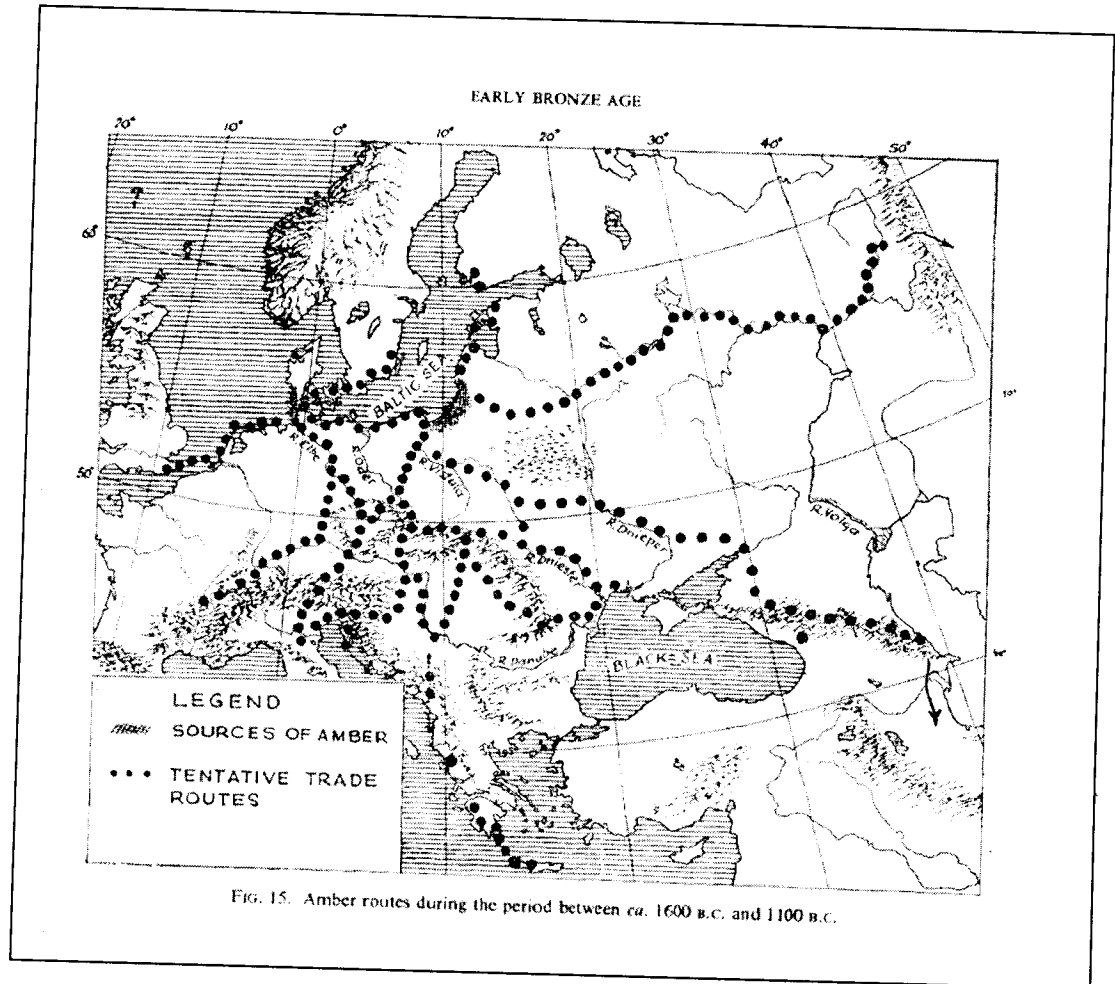 EARLY BRONZE AGE
20° 10° 0° 10° 20° 30° 40° 50°
50°
BALTIC SEA
R. Elbe
R. Oder
R. Vistula
R. Dnieper
R. Dniester
R. Volga
R. Danube
BLACK SEA
LEGEND
SOURCES OF AMBER
TENTATIVE TRADE
ROUTES
FIG. 15. Amber routes during the period between ca. 1600 B.C. and 1100 B.C.